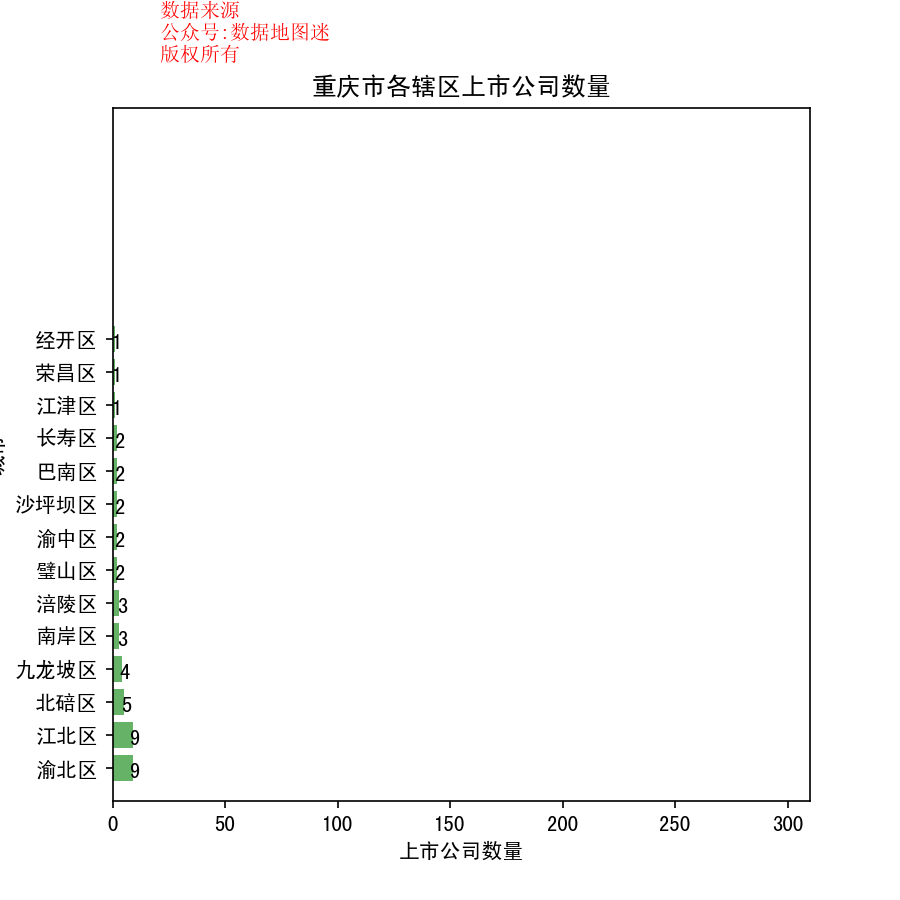 数据来源
公众号:数据地图迷
版权所有
重庆市各辖区上市公司数量
经开区 1
荣昌区 1
江津区 1
长寿区 2
巴南区 2
沙坪坝区 2
渝中区 2
璧山区 2
涪陵区 3
南岸区 3
九龙坡区 4
北碚区 5
江北区 9
渝北区 9
0 50 100 150 200 250 300
上市公司数量